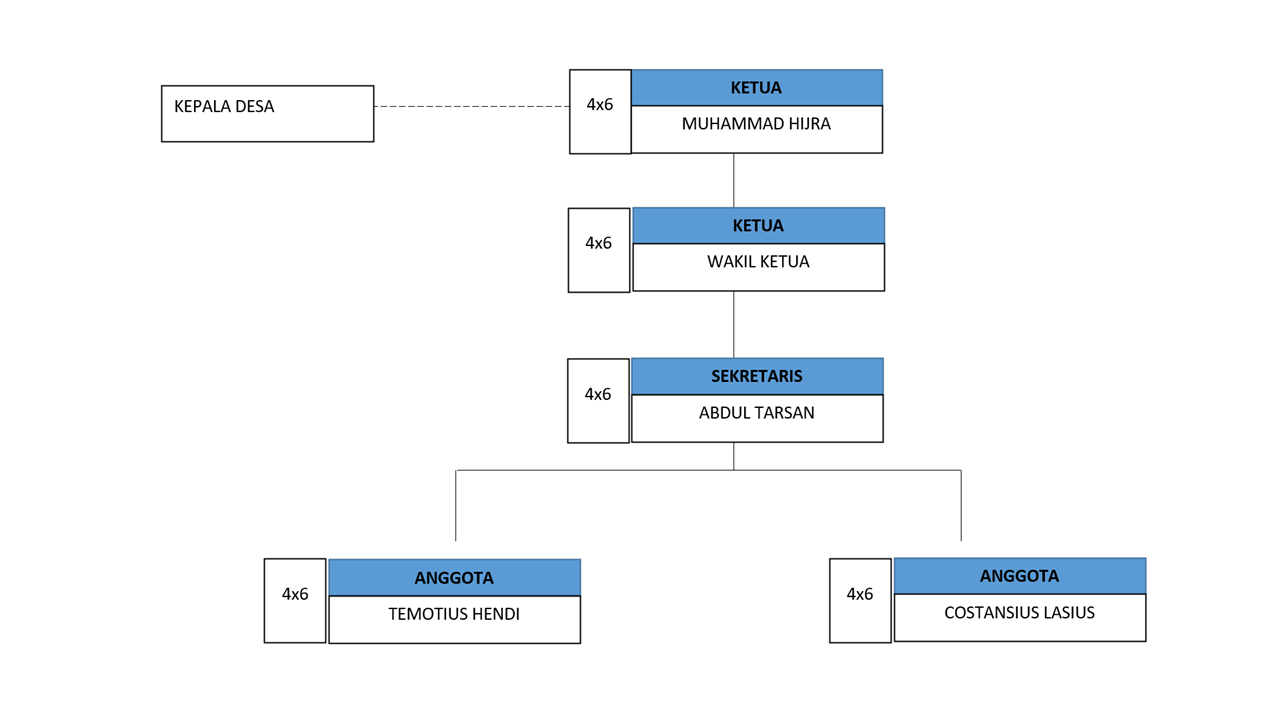 KEPALA DESA
4x6
KETUA
MUHAMMAD HIJRA
4x6
KETUA
WAKIL KETUA
4x6
SEKRETARIS
ABDUL TARSAN
4x6
ANGGOTA
TEMOTIUS HENDI
4x6
ANGGOTA
COSTANSIUS LASIUS